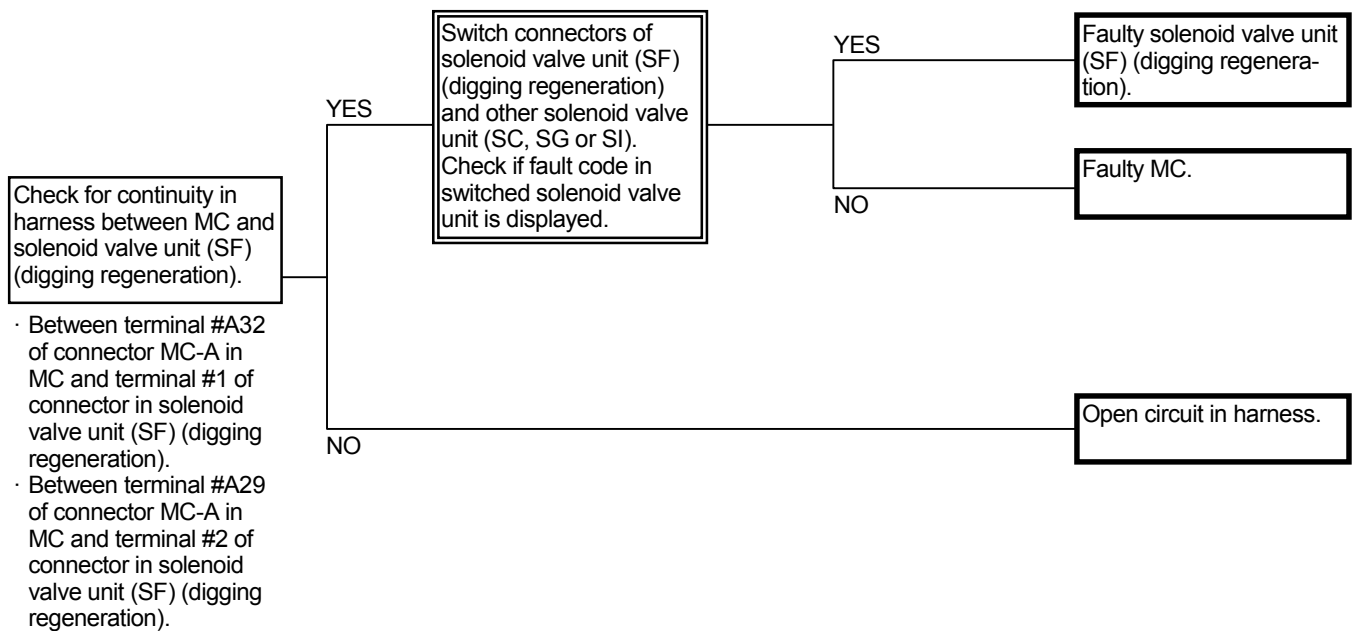 Check for continuity in
harness between MC and
solenoid valve unit (SF)
(digging regeneration).
· Between terminal #A32
of connector MC-A in
MC and terminal #1 of
connector in solenoid
valve unit (SF) (digging
regeneration).
· Between terminal #A29
of connector MC-A in
MC and terminal #2 of
connector in solenoid
valve unit (SF) (digging
regeneration).
YES
Switch connectors of
solenoid valve unit (SF)
(digging regeneration)
and other solenoid valve
unit (SC, SG or SI).
Check if fault code in
switched solenoid valve
unit is displayed.
YES
Faulty solenoid valve unit
(SF) (digging regenera-
tion).
NO
Faulty MC.
NO
Open circuit in harness.